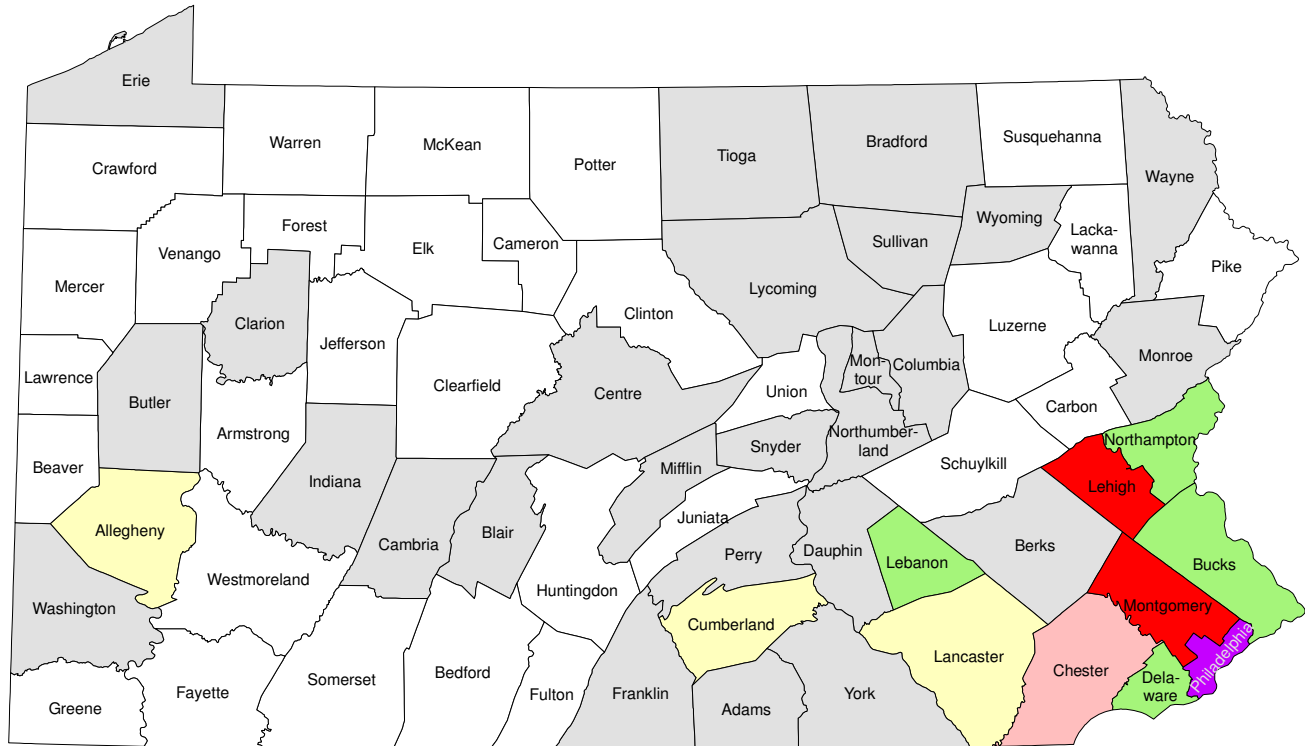 Erie
Warren
McKean
Potter
Tioga
Bradford
Susquehanna
Wayne
Crawford
Wyoming
Lacka-
wanna
Forest
Venango
Elk
Cameron
Sullivan
Pike
Mercer
Lycoming
Clarion
Clinton
Luzerne
Jefferson
Monroe
Lawrence
Clearfield
Centre
Mon-
tour
Columbia
Butler
Union
Carbon
Armstrong
Northumber-
land
Northampton
Beaver
Snyder
Schuylkill
Mifflin
Indiana
Lehigh
Juniata
Allegheny
Cambria
Blair
Perry
Dauphin
Berks
Lebanon
Bucks
Westmoreland
Huntingdon
Washington
Montgomery
Cumberland
Lancaster
Chester
Philadelphia
Dela-
ware
Greene
Fayette
Somerset
Bedford
Fulton
Franklin
Adams
York